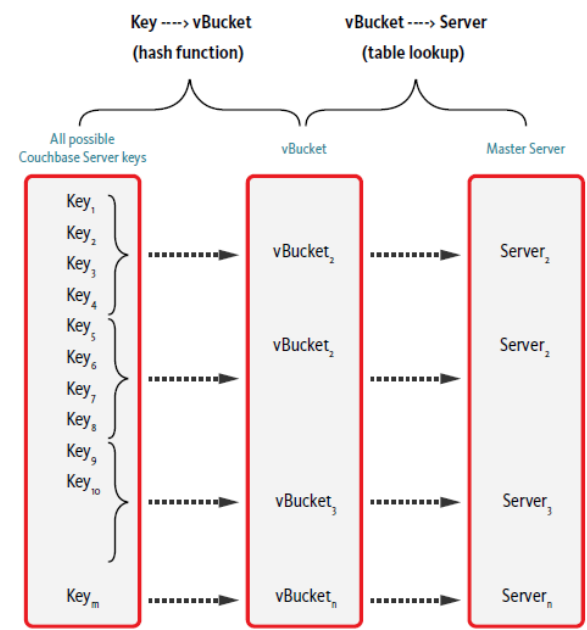 Key ----> vBucket
(hash function)
vBucket ----> Server
(table lookup)
All possible
Couchbase Server keys
vBucket
Master Server
Key₁
Key₂
Key₃
Key₄
Key₅
Key₆
Key₇
Key₈
Key₉
Key₁₀
Keyₘ
vBucket₂
vBucket₂
vBucket₃
vBucketₙ
Server₂
Server₂
Server₃
Serverₙ